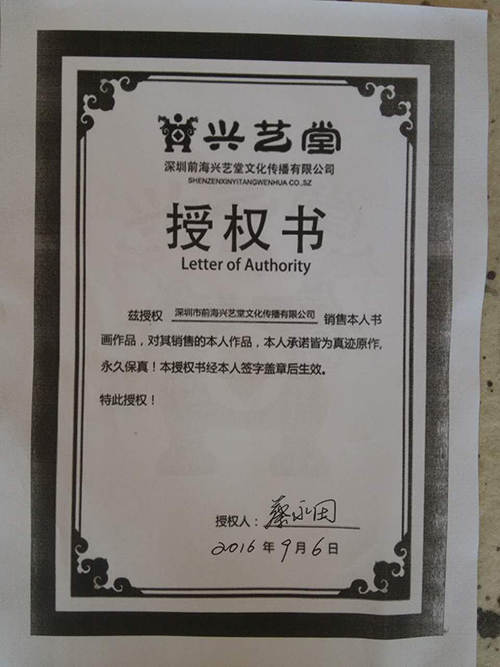 兴艺堂
深圳前海兴艺堂文化传播有限公司
SHENZENXINYITANGWENHUA CO.,SZ
授权书
Letter of Authority
兹授权 深圳市前海兴艺堂文化传播有限公司 销售本人书
画作品，对其销售的本人作品，本人承诺皆为真迹原作，
永久保真！本授权书经本人签字盖章后生效。
特此授权！
授权人：蔡永田
2016年9月6日